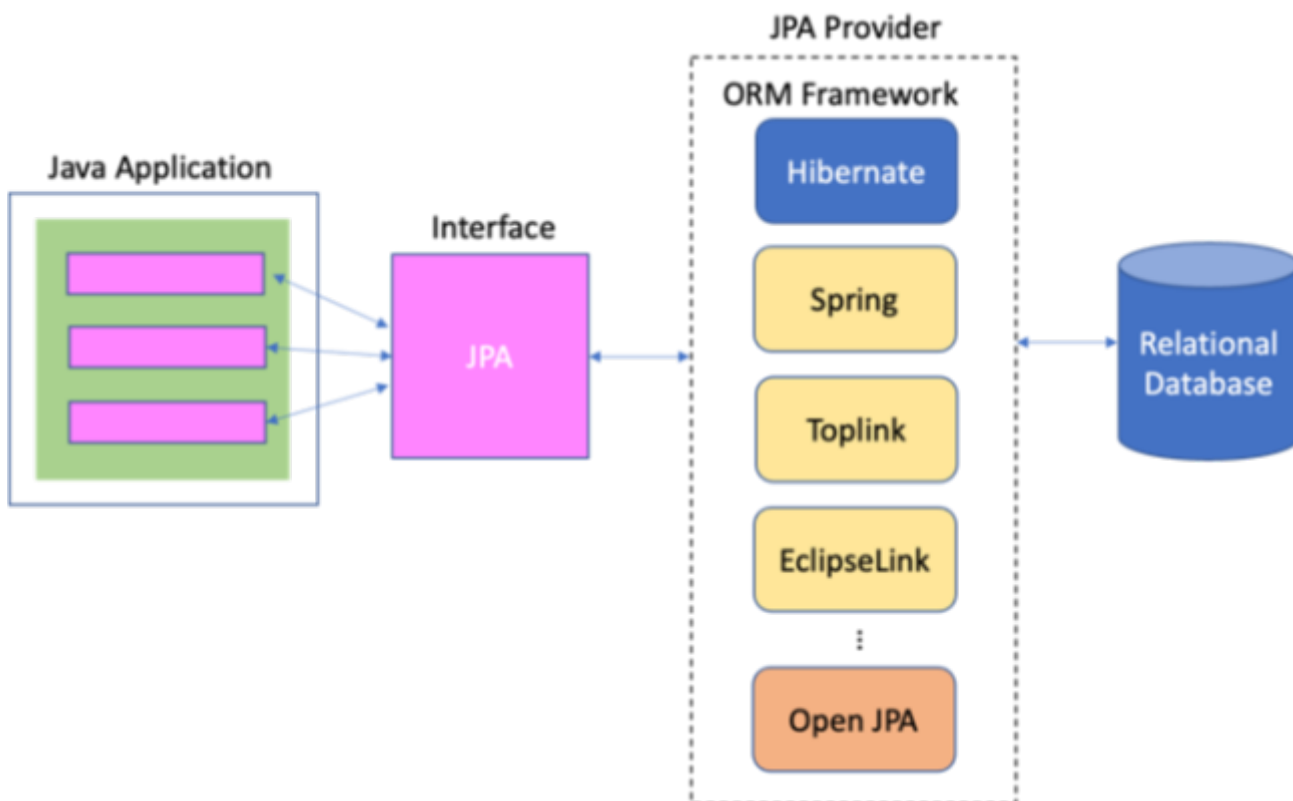 JPA Provider
ORM Framework
Hibernate
Java Application
Interface
Spring
JPA
Relational
Database
Toplink
EclipseLink
Open JPA